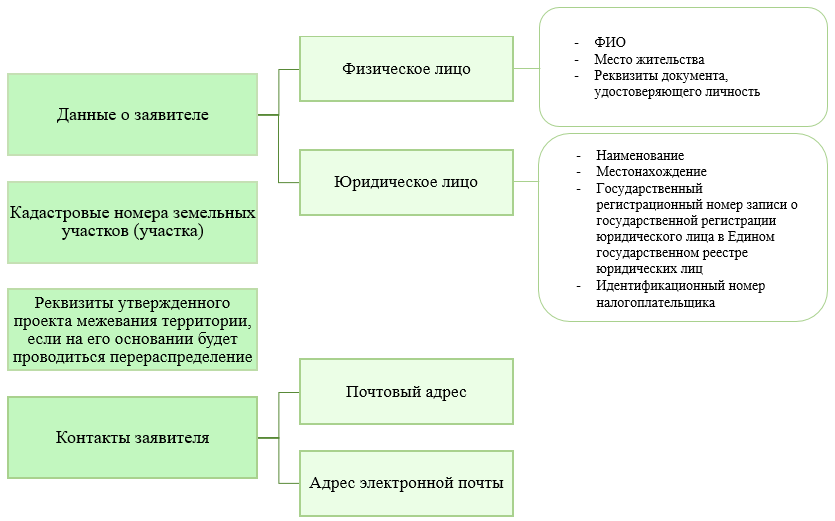 Данные о заявителе
Физическое лицо
- ФИО
- Место жительства
- Реквизиты документа,
удостоверяющего личность
Юридическое лицо
- Наименование
- Местонахождение
- Государственный
регистрационный номер записи о
государственной регистрации
юридического лица в Едином
государственном реестре
юридических лиц
- Идентификационный номер
налогоплательщика
Кадастровые номера земельных
участков (участка)
Реквизиты утвержденного
проекта межевания территории,
если на его основании будет
проводиться перераспределение
Контакты заявителя
Почтовый адрес
Адрес электронной почты